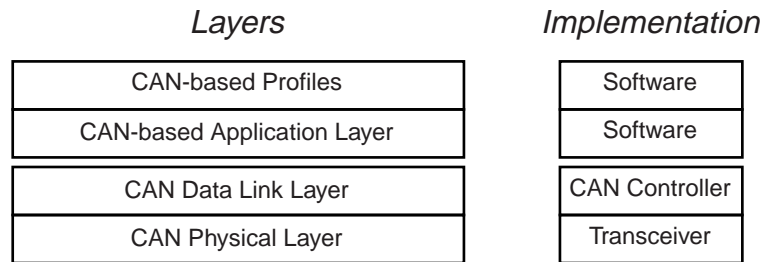 Layers Implementation
CAN-based Profiles Software
CAN-based Application Layer Software
CAN Data Link Layer CAN Controller
CAN Physical Layer Transceiver